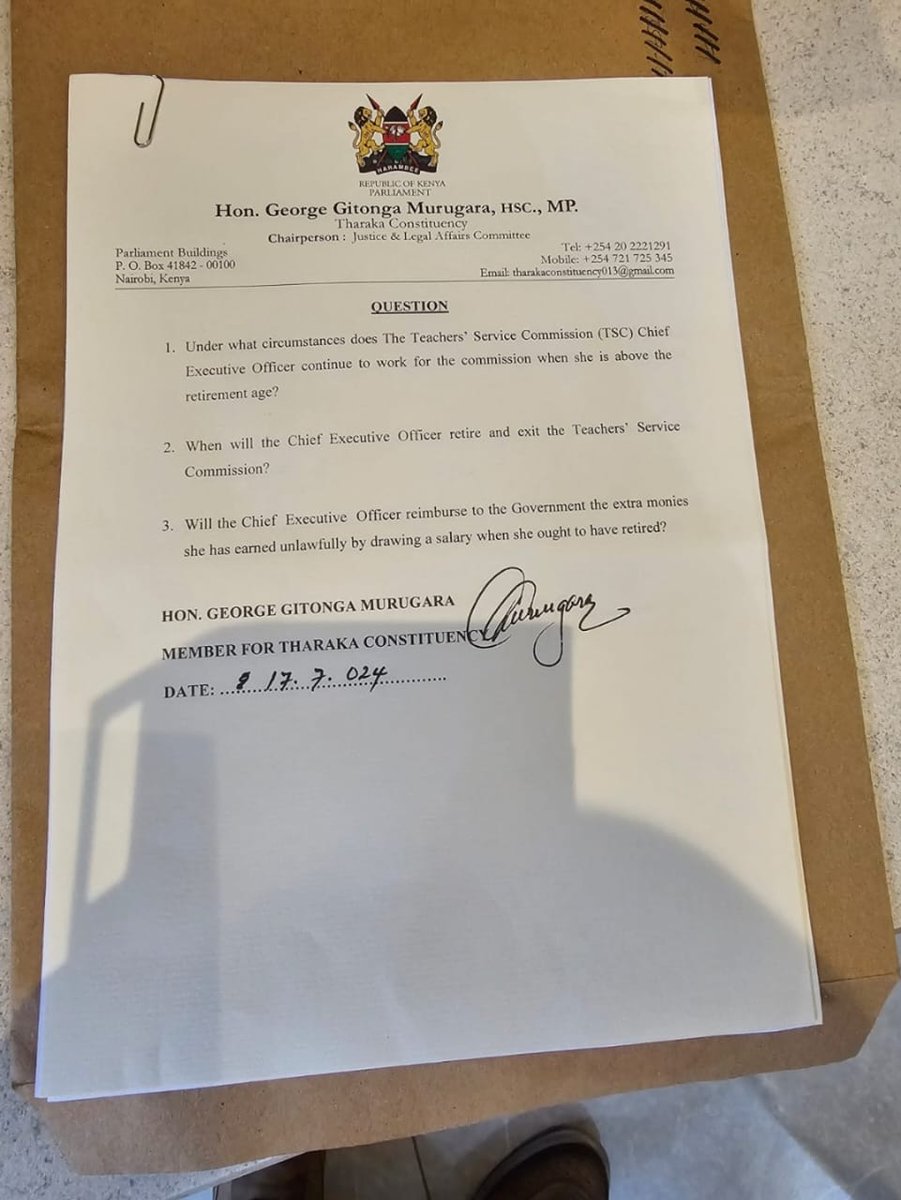 HARAMBEE
REPUBLIC OF KENYA
PARLIAMENT
Hon. George Gitonga Murugara, HSC., MP.
Tharaka Constituency
Chairperson : Justice & Legal Affairs Committee
Parliament Buildings
P. O. Box 41842 - 00100
Nairobi, Kenya
Tel: +254 20 2221291
Mobile: +254 721 725 345
Email: tharakaconstituency013@gmail.com
QUESTION
1. Under what circumstances does The Teachers' Service Commission (TSC) Chief
Executive Officer continue to work for the commission when she is above the
retirement age?
2. When will the Chief Executive Officer retire and exit the Teachers' Service
Commission?
3. Will the Chief Executive Officer reimburse to the Government the extra monies
she has earned unlawfully by drawing a salary when she ought to have retired?
HON. GEORGE GITONGA MURUGARA
Murugara
MEMBER FOR THARAKA CONSTITUENCY
DATE: 17.7.024